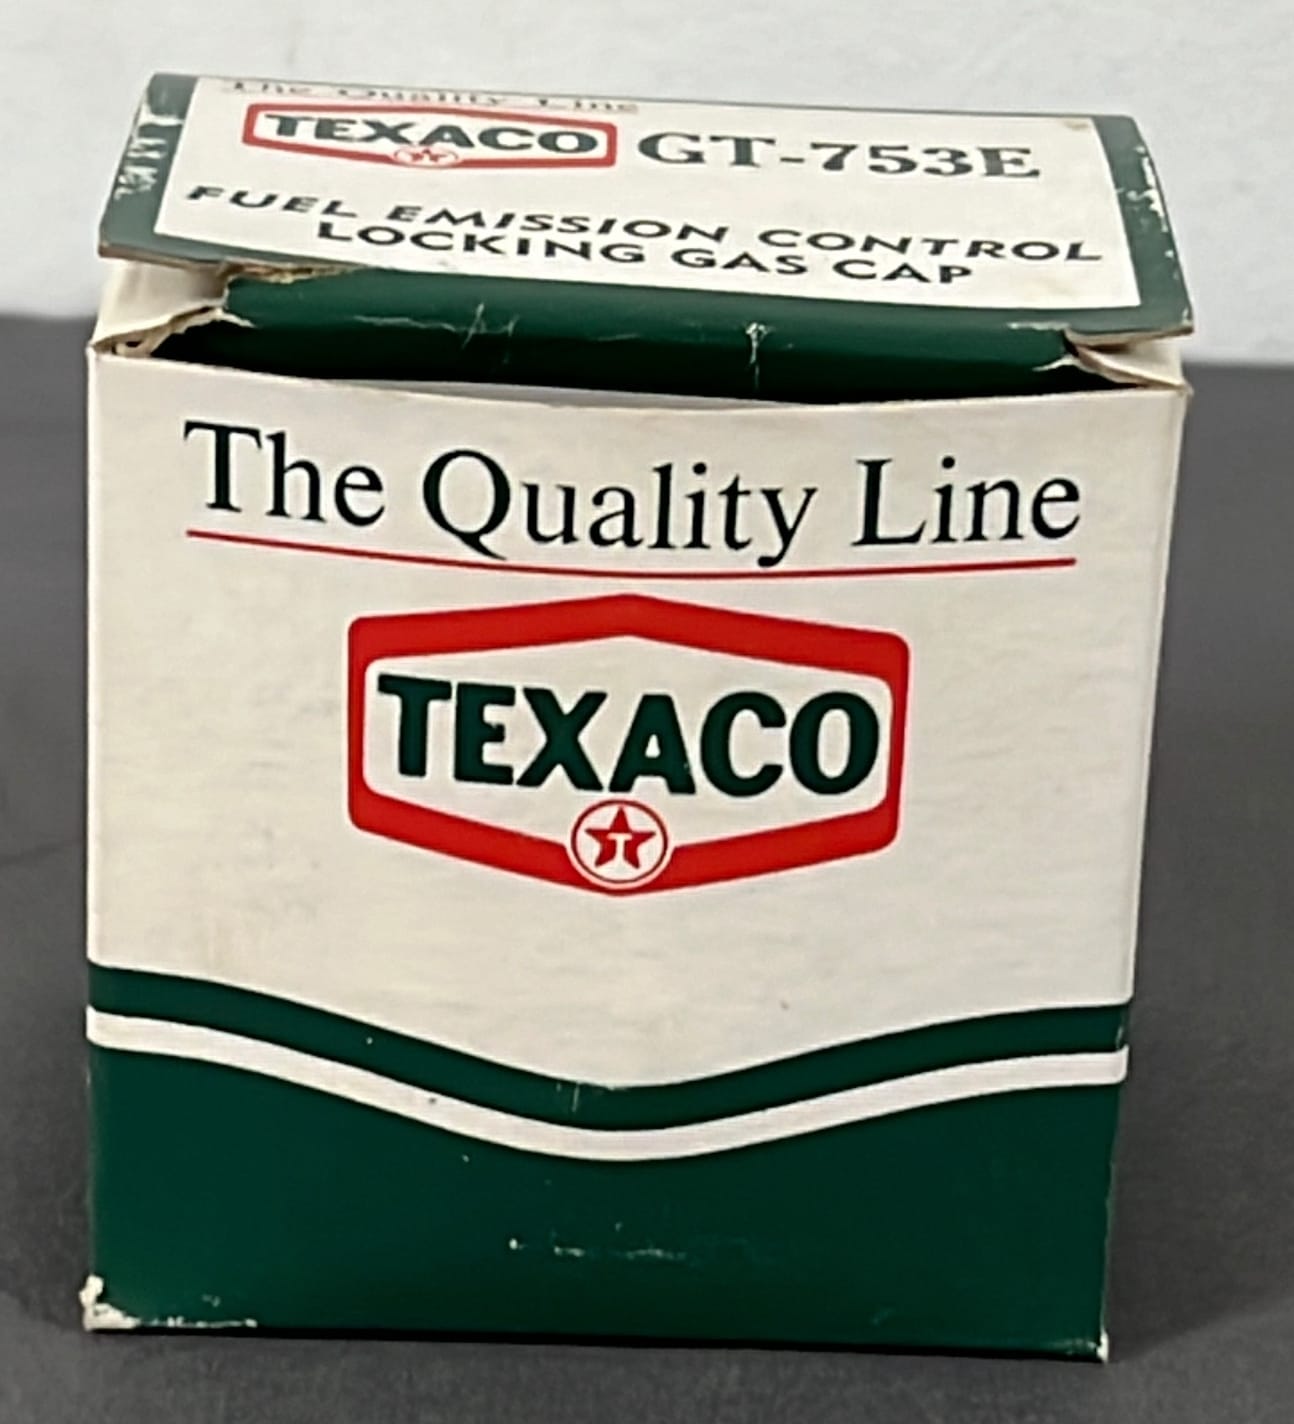 The Quality Line
TEXACO GT-753E
FUEL EMISSION CONTROL
LOCKING GAS CAP
The Quality Line
TEXACO
T